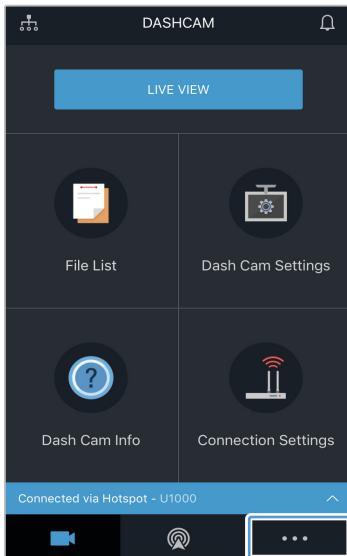 DASHCAM
LIVE VIEW
File List
Dash Cam Settings
Dash Cam Info
Connection Settings
Connected via Hotspot - U1000